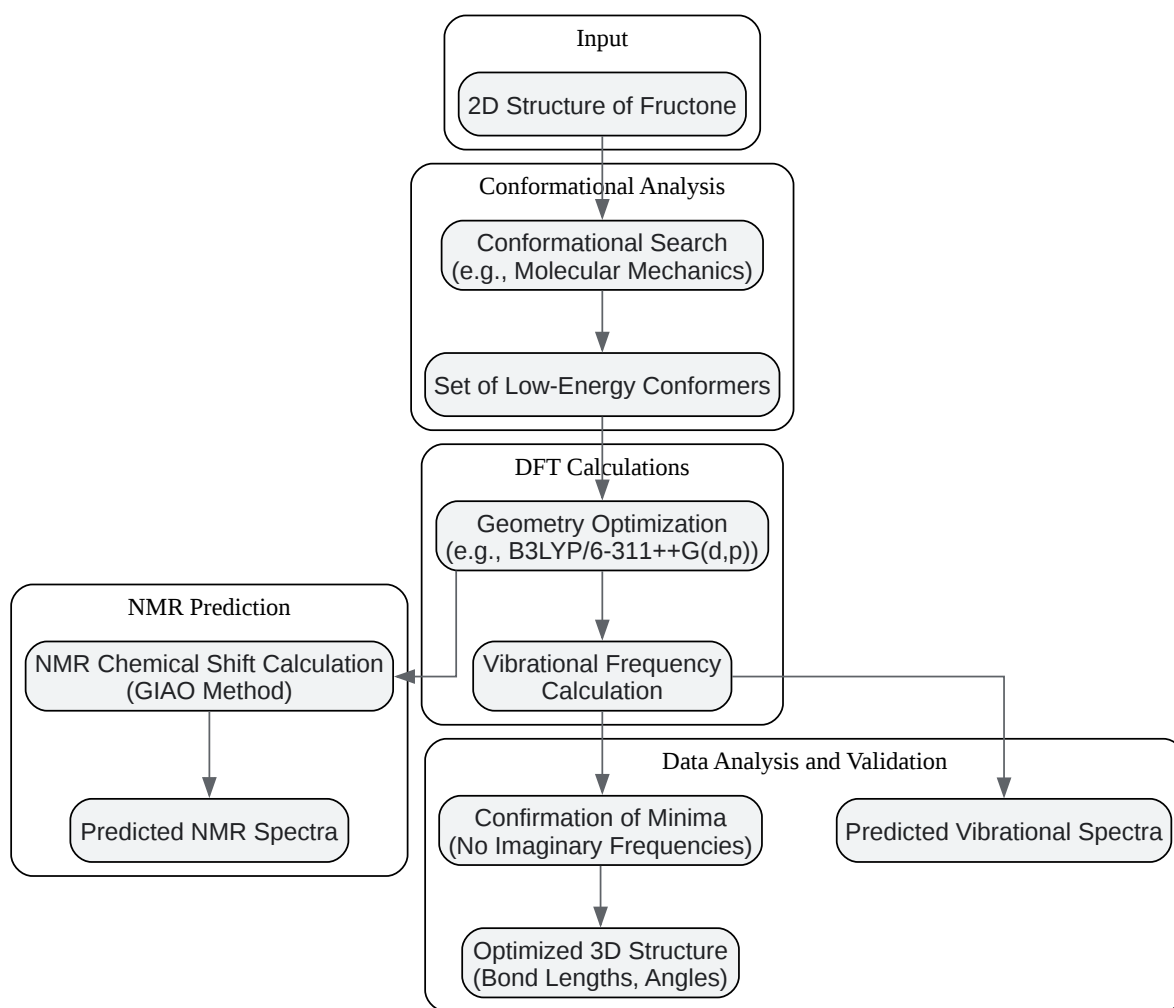 Input
2D Structure of Fructone
Conformational Analysis
Conformational Search
(e.g., Molecular Mechanics)
Set of Low-Energy Conformers
DFT Calculations
Geometry Optimization
(e.g., B3LYP/6-311++G(d,p))
NMR Prediction
NMR Chemical Shift Calculation
(GIAO Method)
Vibrational Frequency
Calculation
Data Analysis and Validation
Predicted NMR Spectra
Confirmation of Minima
(No Imaginary Frequencies)
Predicted Vibrational Spectra
Optimized 3D Structure
(Bond Lengths, Angles)